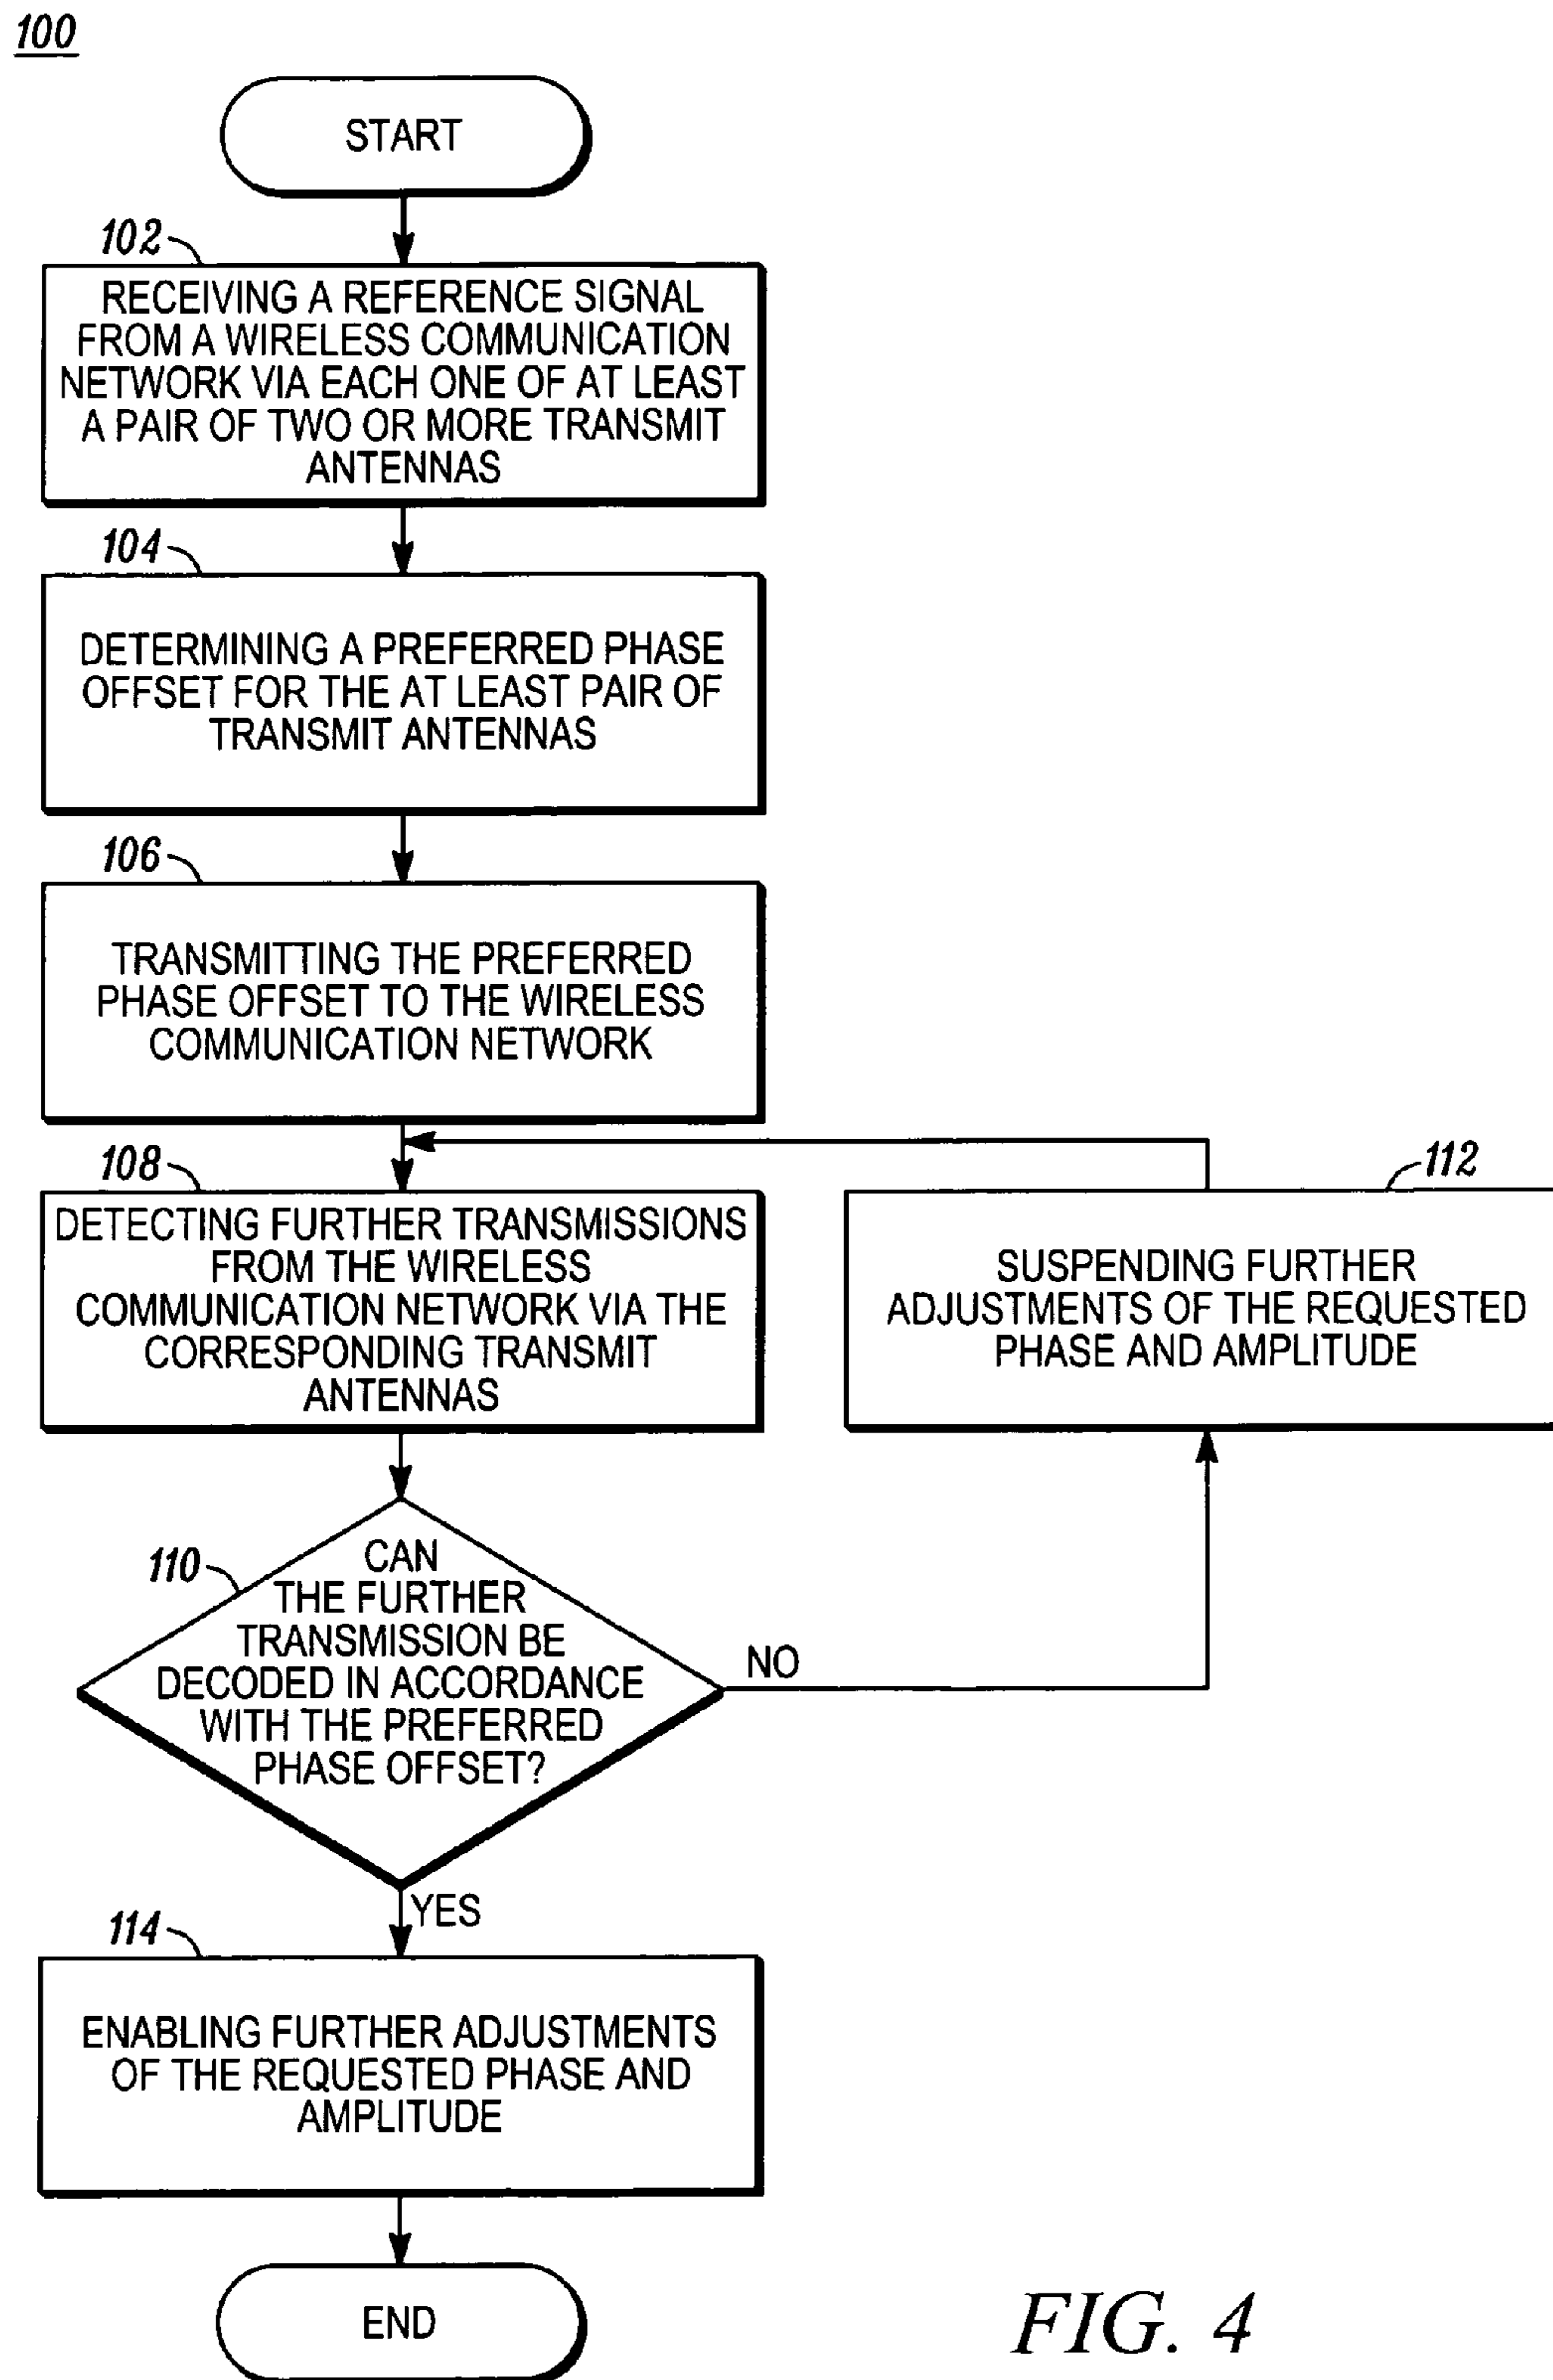 100
START
102
RECEIVING A REFERENCE SIGNAL
FROM A WIRELESS COMMUNICATION
NETWORK VIA EACH ONE OF AT LEAST
A PAIR OF TWO OR MORE TRANSMIT
ANTENNAS
104
DETERMINING A PREFERRED PHASE
OFFSET FOR THE AT LEAST PAIR OF
TRANSMIT ANTENNAS
106
TRANSMITTING THE PREFERRED
PHASE OFFSET TO THE WIRELESS
COMMUNICATION NETWORK
108
DETECTING FURTHER TRANSMISSIONS
FROM THE WIRELESS
COMMUNICATION NETWORK VIA THE
CORRESPONDING TRANSMIT
ANTENNAS
112
SUSPENDING FURTHER
ADJUSTMENTS OF THE REQUESTED
PHASE AND AMPLITUDE
110
CAN
THE FURTHER
TRANSMISSION BE
DECODED IN ACCORDANCE
WITH THE PREFERRED
PHASE OFFSET?
NO
YES
114
ENABLING FURTHER ADJUSTMENTS
OF THE REQUESTED PHASE AND
AMPLITUDE
END
FIG. 4